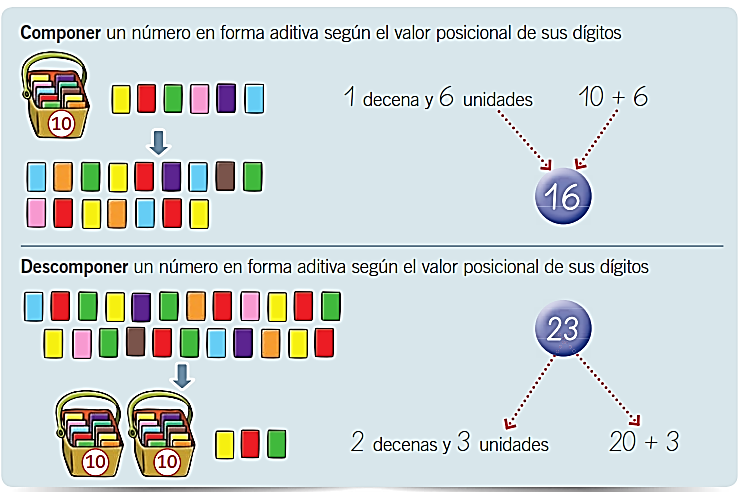 Componer un número en forma aditiva según el valor posicional de sus dígitos
10
1 decena y 6 unidades
10 + 6
16
Descomponer un número en forma aditiva según el valor posicional de sus dígitos
23
10
10
2 decenas y 3 unidades
20 + 3